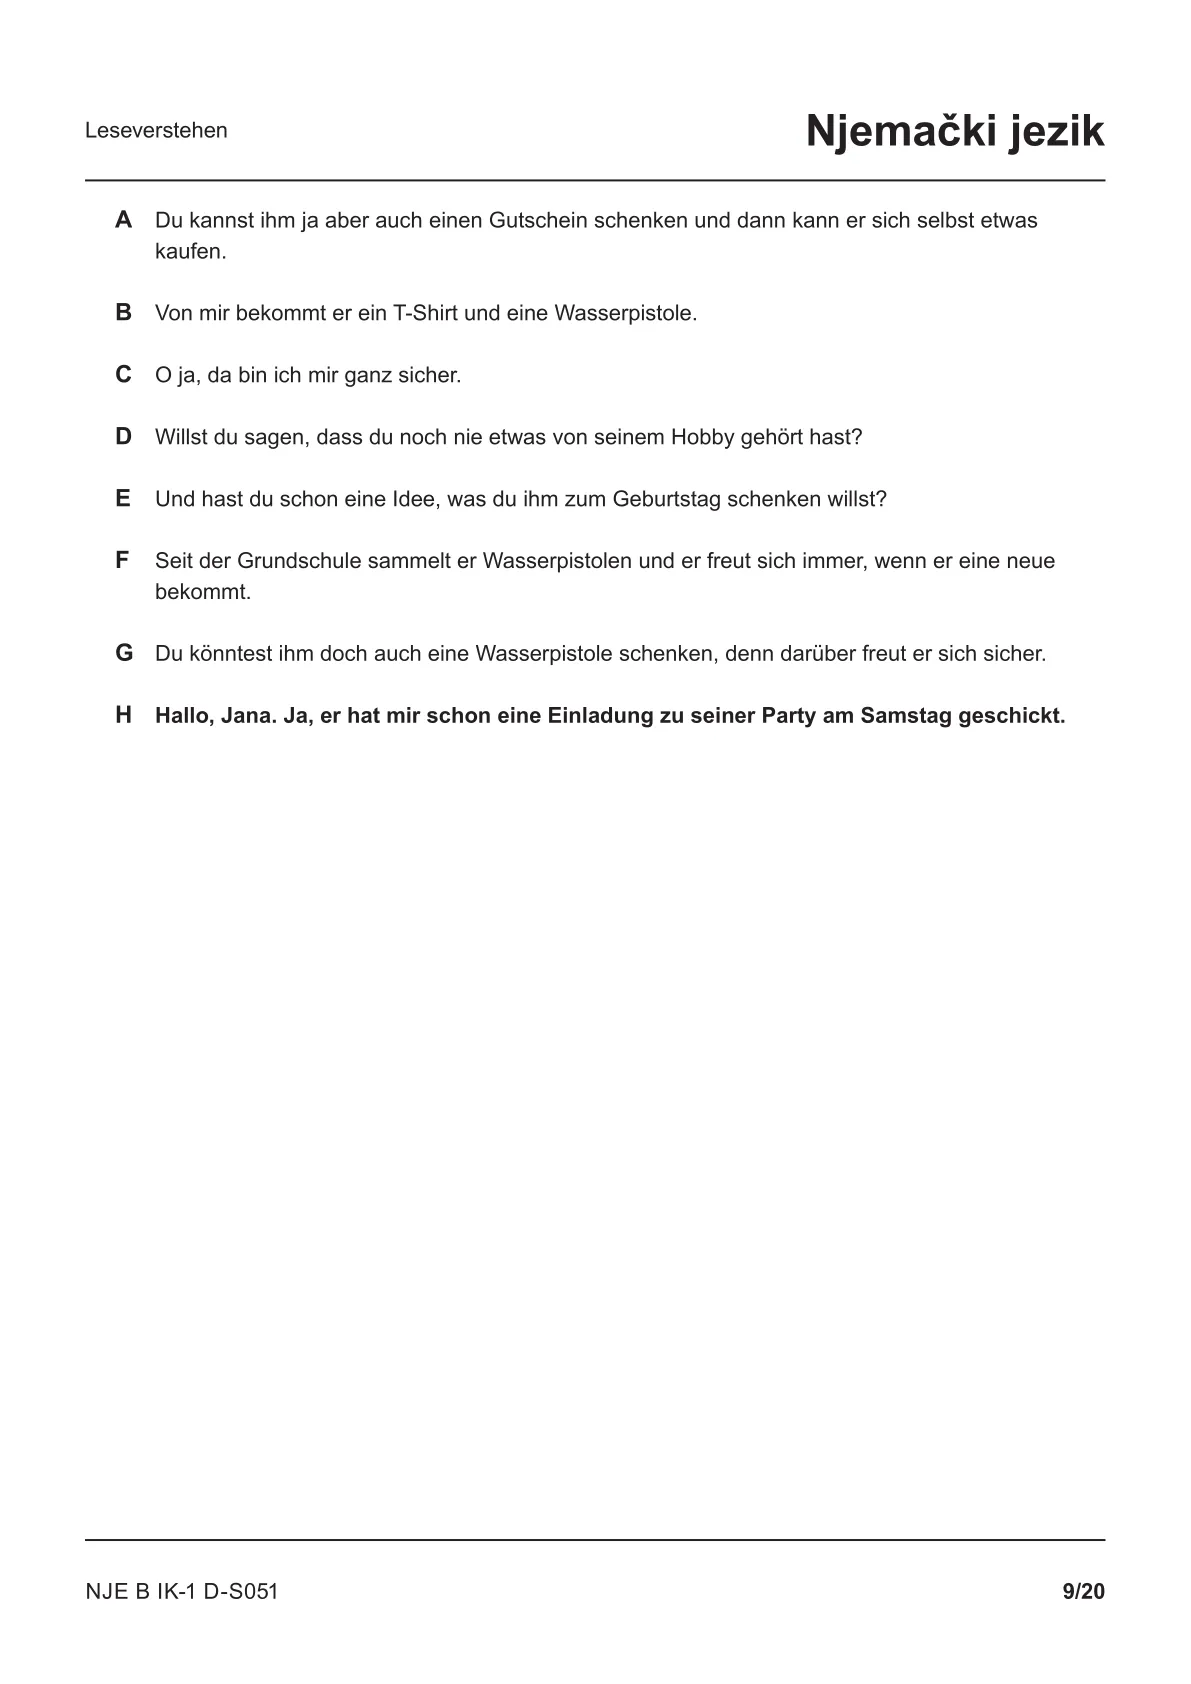 Leseverstehen
Njemački jezik
A Du kannst ihm ja aber auch einen Gutschein schenken und dann kann er sich selbst etwas
kaufen.
B Von mir bekommt er ein T-Shirt und eine Wasserpistole.
C O ja, da bin ich mir ganz sicher.
D Willst du sagen, dass du noch nie etwas von seinem Hobby gehört hast?
E Und hast du schon eine Idee, was du ihm zum Geburtstag schenken willst?
F Seit der Grundschule sammelt er Wasserpistolen und er freut sich immer, wenn er eine neue
bekommt.
G Du könntest ihm doch auch eine Wasserpistole schenken, denn darüber freut er sich sicher.
H Hallo, Jana. Ja, er hat mir schon eine Einladung zu seiner Party am Samstag geschickt.
NJE B IK-1 D-S051
9/20